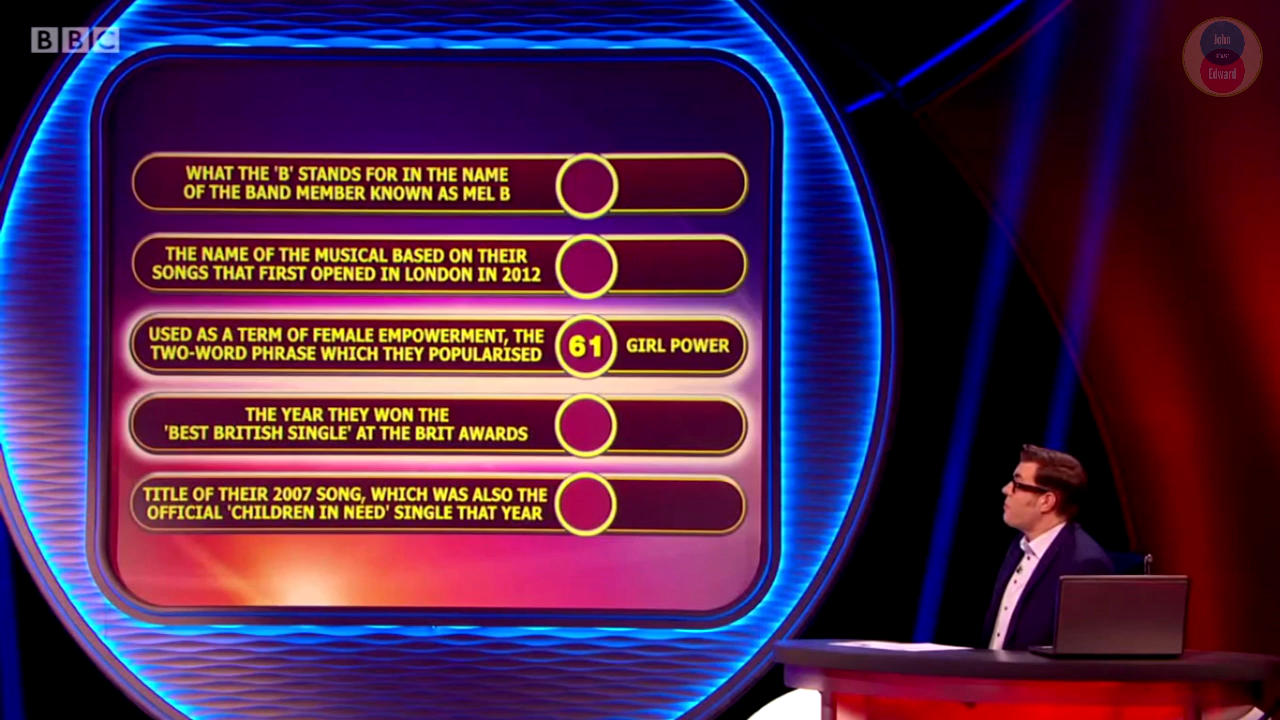 BBC
John
Edward
WHAT THE 'B' STANDS FOR IN THE NAME
OF THE BAND MEMBER KNOWN AS MEL B
THE NAME OF THE MUSICAL BASED ON THEIR
SONGS THAT FIRST OPENED IN LONDON IN 2012
USED AS A TERM OF FEMALE EMPOWERMENT, THE
TWO-WORD PHRASE WHICH THEY POPULARISED
61
GIRL POWER
THE YEAR THEY WON THE
'BEST BRITISH SINGLE' AT THE BRIT AWARDS
TITLE OF THEIR 2007 SONG, WHICH WAS ALSO THE
OFFICIAL 'CHILDREN IN NEED' SINGLE THAT YEAR